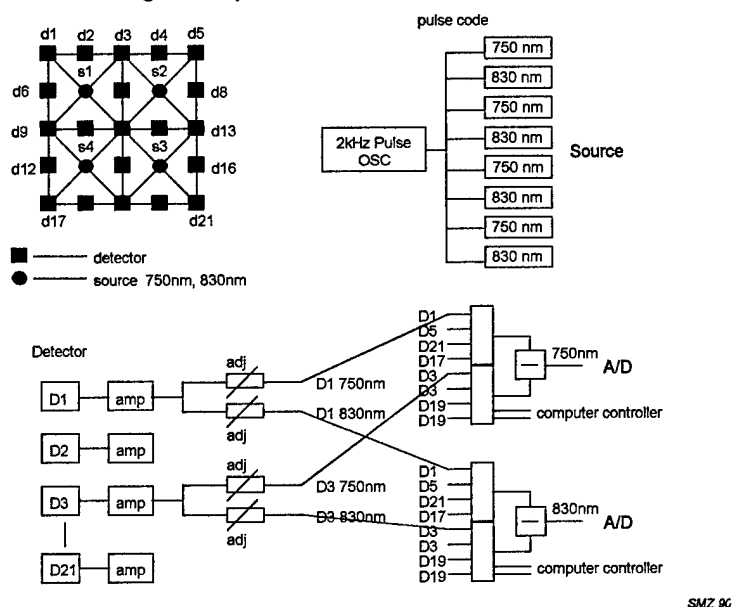 d1 d2 d3 d4 d5
s1 s2
d6 d8
d9 d13
s4 s3
d12 d16
d17 d21
detector
source 750nm, 830nm
pulse code
2kHz Pulse
OSC
750 nm
830 nm
750 nm
830 nm
750 nm
830 nm
750 nm
830 nm
Source
Detector
D1 amp
D2 amp
D3 amp
D21 amp
adj
adj
adj
adj
D1 750nm
D1 830nm
D3 750nm
D3 830nm
D1
D5
D21
D17
D3
D3
D19
D19
750nm
A/D
computer controller
D1
D5
D21
D17
D3
D3
D19
D19
830nm
A/D
computer controller
SMZ 90